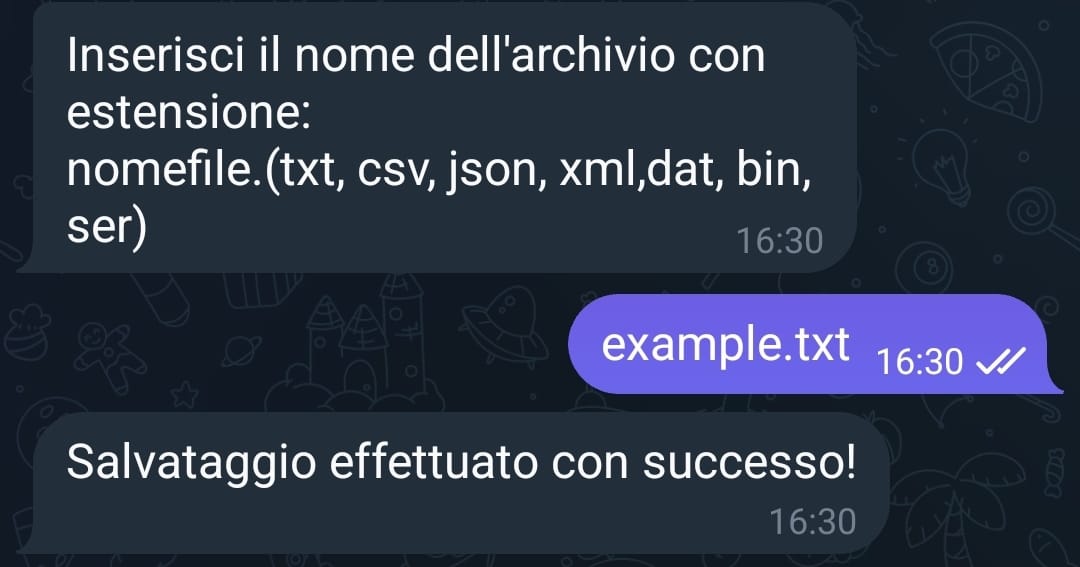 Inserisci il nome dell'archivio con
estensione:
nomefile.(txt, csv, json, xml,dat, bin,
ser)
16:30
example.txt 16:30
Salvataggio effettuato con successo!
16:30